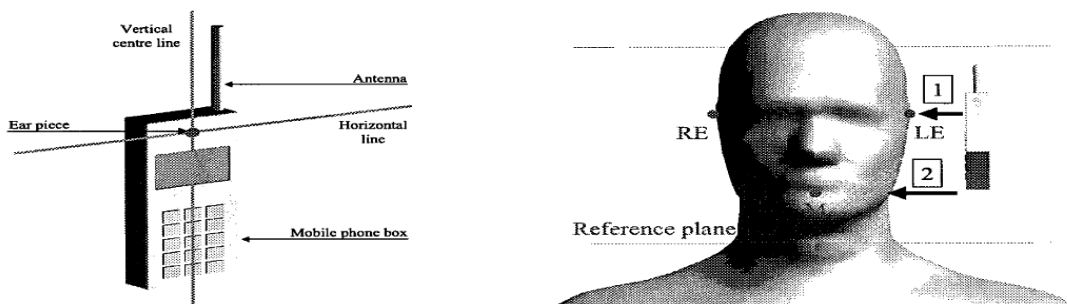 Vertical
centre line
Antenna
Ear piece
Horizontal
line
Mobile phone box
1
RE
LE
2
M
Reference plane